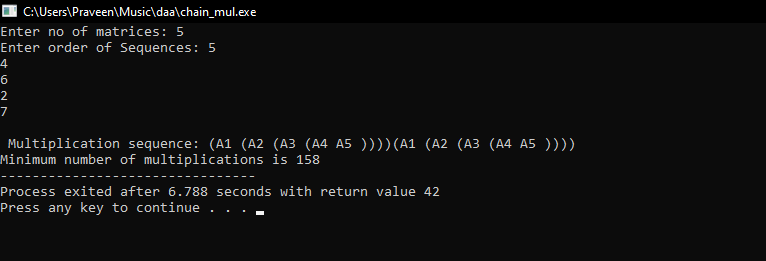 C:\Users\Praveen\Music\daa\chain_mul.exe
Enter no of matrices: 5
Enter order of Sequences: 5
4
6
2
7
Multiplication sequence: (A1 (A2 (A3 (A4 A5 ))))(A1 (A2 (A3 (A4 A5 ))))
Minimum number of multiplications is 158
--------------------------------
Process exited after 6.788 seconds with return value 42
Press any key to continue . . .